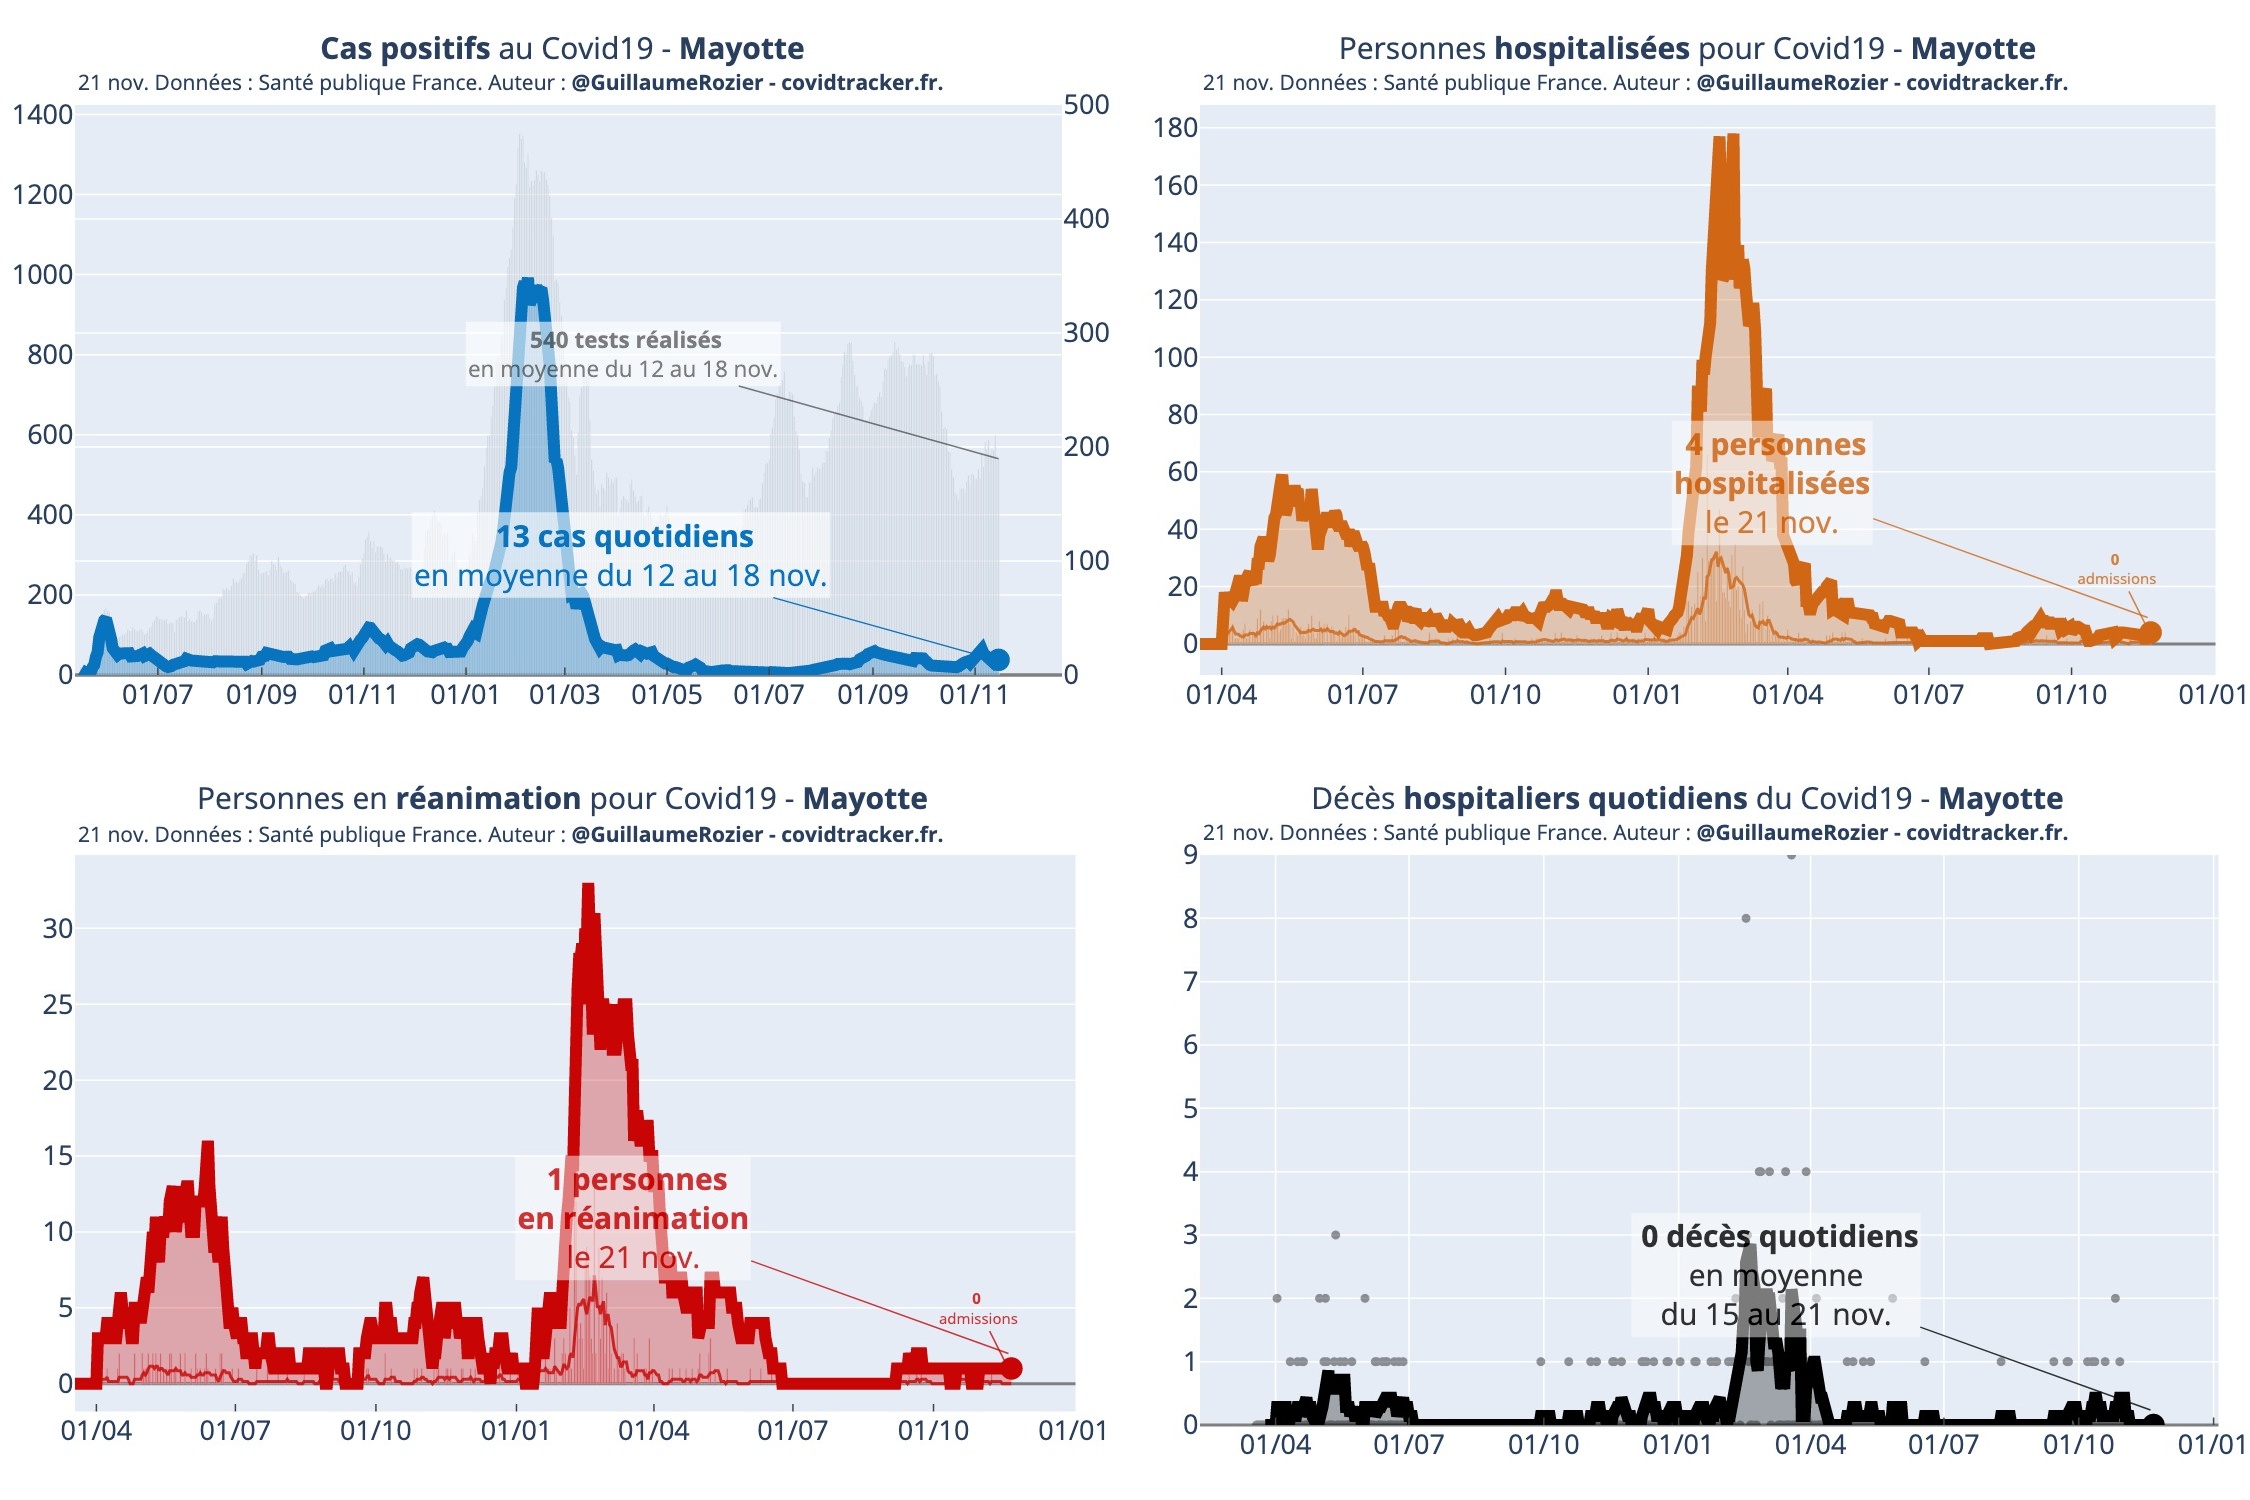 Cas positifs au Covid19 - Mayotte
21 nov. Données : Santé publique France. Auteur : @GuillaumeRozier - covidtracker.fr.
1400
1200
1000
800
600
400
200
0
500
400
300
200
100
0
540 tests réalisés
en moyenne du 12 au 18 nov.
13 cas quotidiens
en moyenne du 12 au 18 nov.
01/07 01/09 01/11 01/01 01/03 01/05 01/07 01/09 01/11
Personnes hospitalisées pour Covid19 - Mayotte
21 nov. Données : Santé publique France. Auteur : @GuillaumeRozier - covidtracker.fr.
180
160
140
120
100
80
60
40
20
0
4 personnes
hospitalisées
le 21 nov.
0
admissions
01/04 01/07 01/10 01/01 01/04 01/07 01/10 01/01
Personnes en réanimation pour Covid19 - Mayotte
21 nov. Données : Santé publique France. Auteur : @GuillaumeRozier - covidtracker.fr.
30
25
20
15
10
5
0
1 personnes
en réanimation
le 21 nov.
0
admissions
01/04 01/07 01/10 01/01 01/04 01/07 01/10 01/01
Décès hospitaliers quotidiens du Covid19 - Mayotte
21 nov. Données : Santé publique France. Auteur : @GuillaumeRozier - covidtracker.fr.
9
8
7
6
5
4
3
2
1
0
0 décès quotidiens
en moyenne
du 15 au 21 nov.
01/04 01/07 01/10 01/01 01/04 01/07 01/10 01/01